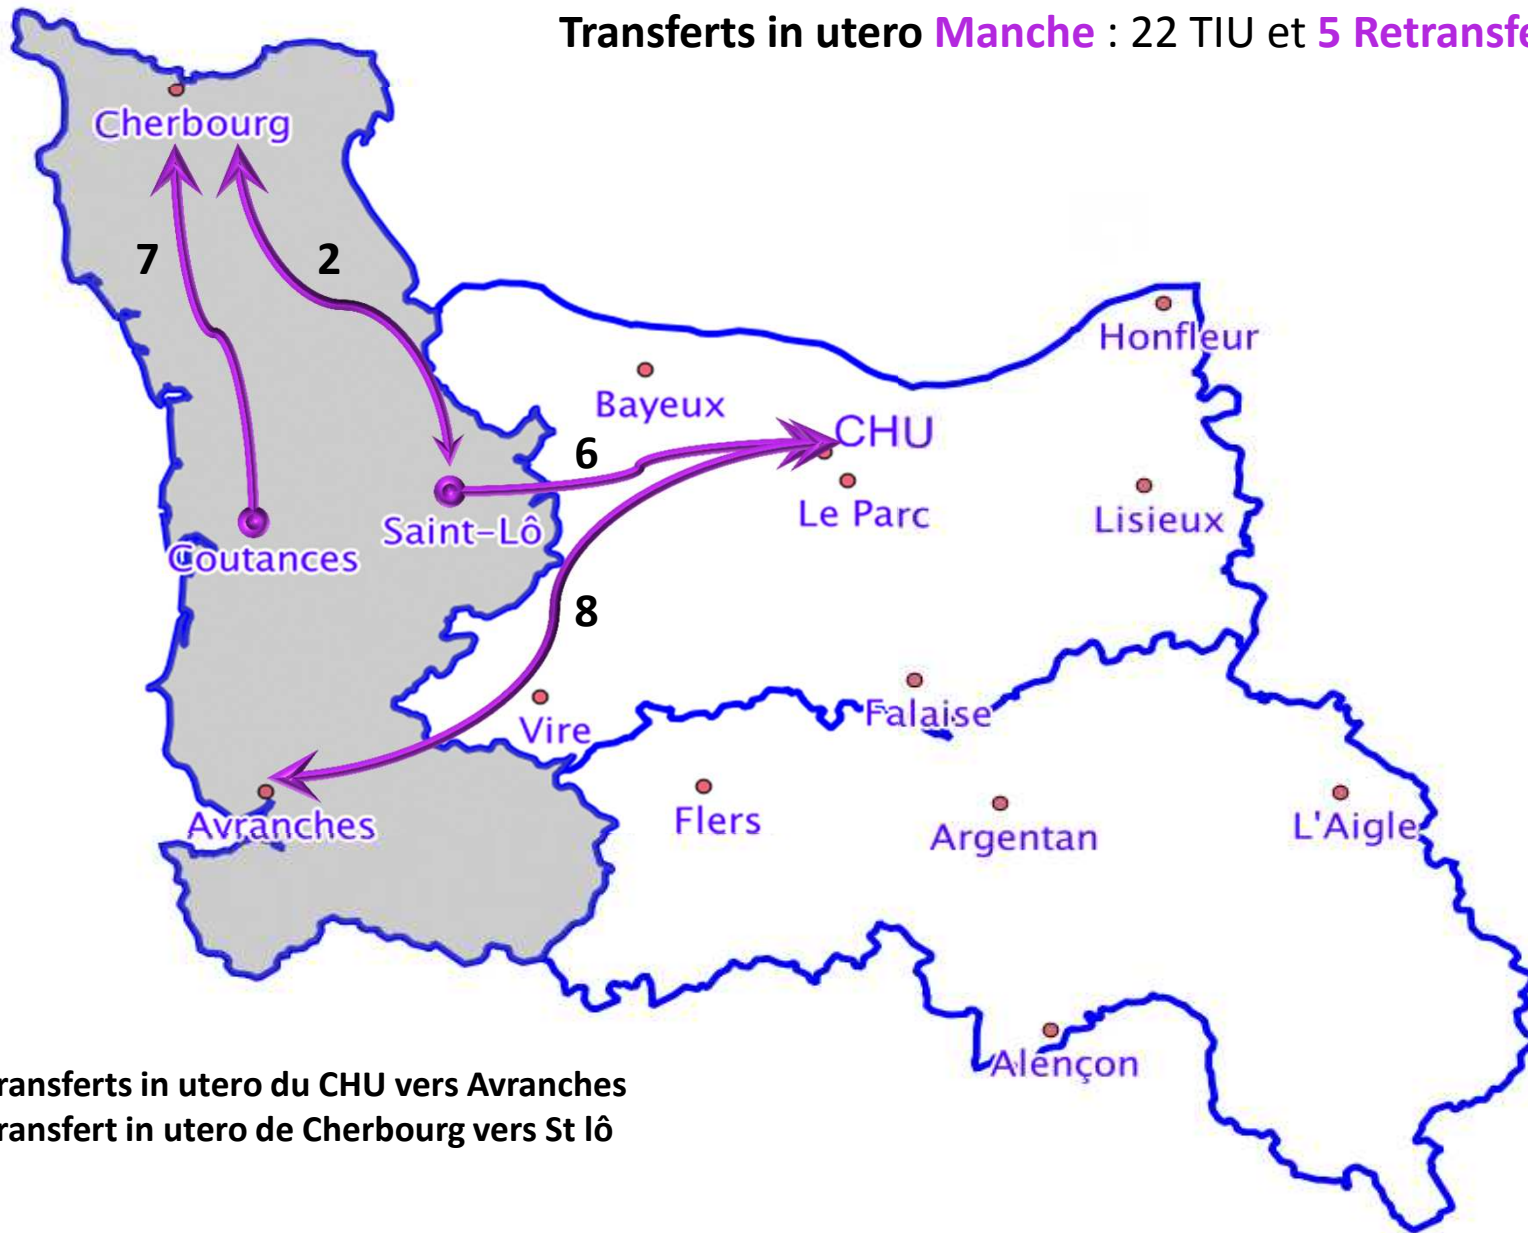 Transferts in utero Manche : 22 TIU et 5 Retransfe
Cherbourg
7
2
Honfleur
Bayeux
CHU
6
Le Parc
Lisieux
Saint-Lô
Coutances
8
Vire
Falaise
Avranches
Flers
Argentan
L'Aigle
Alençon
ransferts in utero du CHU vers Avranches
ransfert in utero de Cherbourg vers St lô